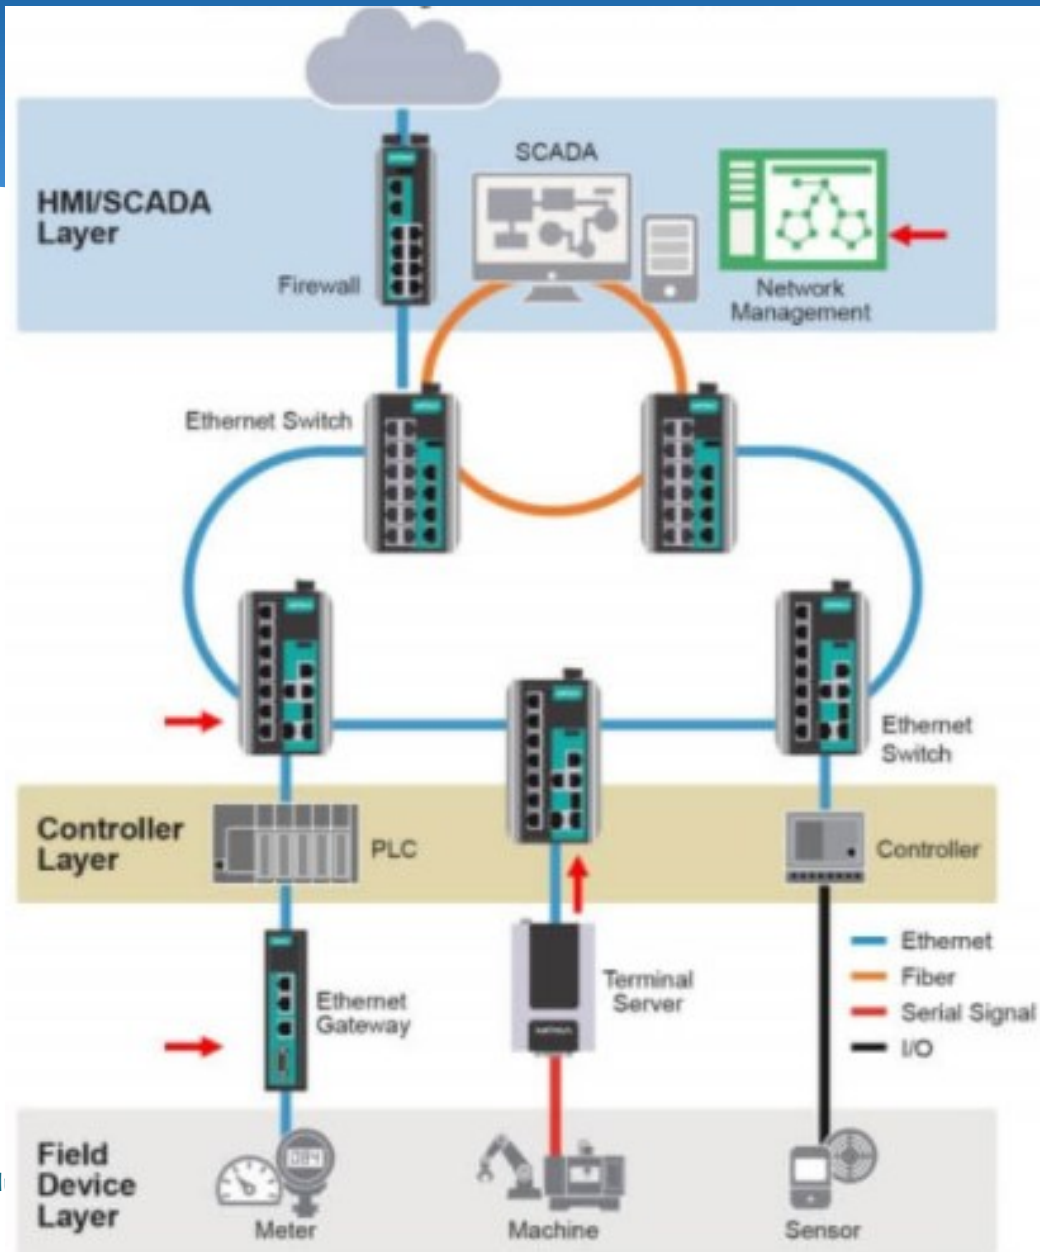 SCADA
HMI/SCADA
Layer
Firewall
Network
Management
Ethernet Switch
Ethernet
Switch
Controller
Layer
PLC
Controller
Ethernet
Fiber
Serial Signal
I/O
Ethernet
Gateway
Terminal
Server
Field
Device
Layer
Meter
Machine
Sensor